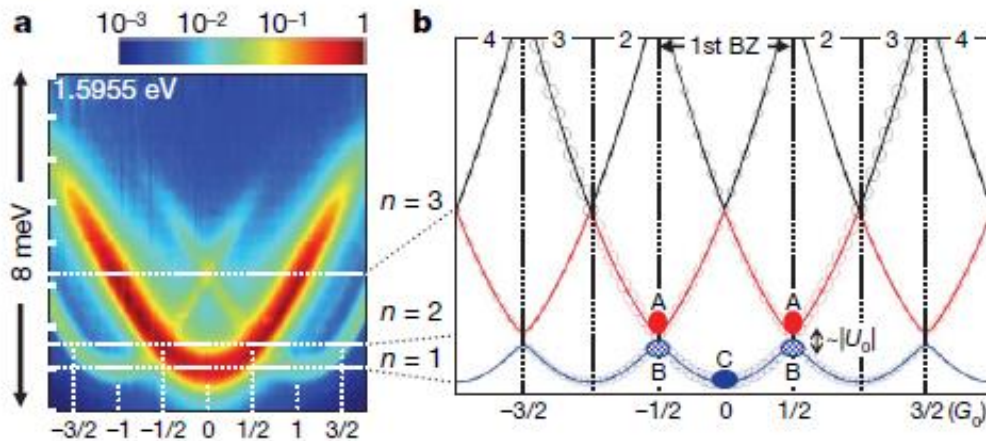 a
10⁻³ 10⁻² 10⁻¹ 1
1.5955 eV
8 meV
n = 3
n = 2
n = 1
−3/2 −1 −1/2 0 1/2 1 3/2
b
4 3 2 1st BZ 2 3 4
A A
~|U₀|
C
B B
−3/2 −1/2 0 1/2 3/2 (G₀)